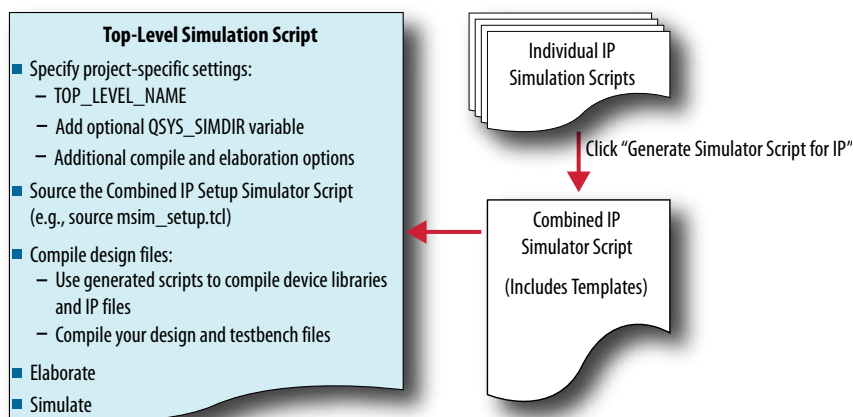 Top-Level Simulation Script
■ Specify project-specific settings:
– TOP_LEVEL_NAME
– Add optional QSYS_SIMDIR variable
– Additional compile and elaboration options
■ Source the Combined IP Setup Simulator Script
(e.g., source msim_setup.tcl)
■ Compile design files:
– Use generated scripts to compile device libraries
and IP files
– Compile your design and testbench files
■ Elaborate
■ Simulate
Individual IP
Simulation Scripts
Click “Generate Simulator Script for IP”
Combined IP
Simulator Script
(Includes Templates)